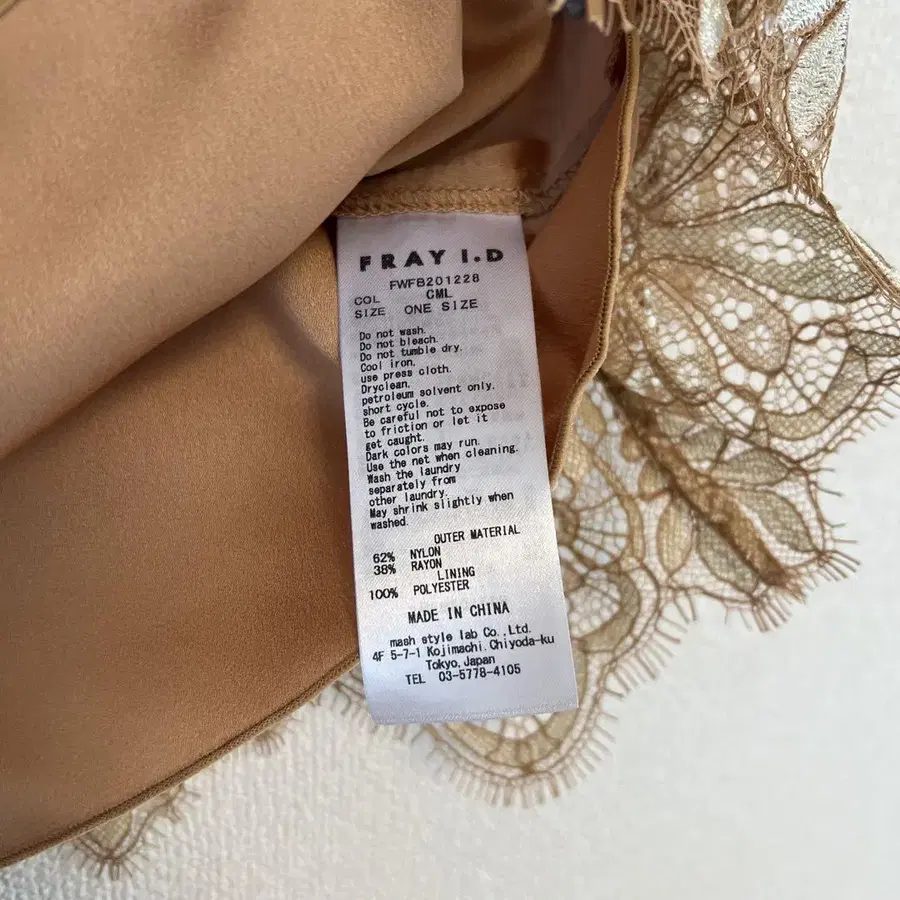 FRAY I.D
FWFB201228
COL CML
SIZE ONE SIZE
Do not wash.
Do not bleach.
Do not tumble dry.
Cool iron,
use press cloth.
Dryclean,
petroleum solvent only,
short cycle.
Be careful not to expose
to friction or let it
get caught.
Dark colors may run.
Use the net when cleaning.
Wash the laundry
separately from
other laundry.
May shrink slightly when
washed.
OUTER MATERIAL
62% NYLON
38% RAYON
LINING
100% POLYESTER
MADE IN CHINA
mash style lab Co.,Ltd.
4F 5-7-1 Kojimachi.Chiyoda-ku
Tokyo,Japan
TEL 03-5778-4105